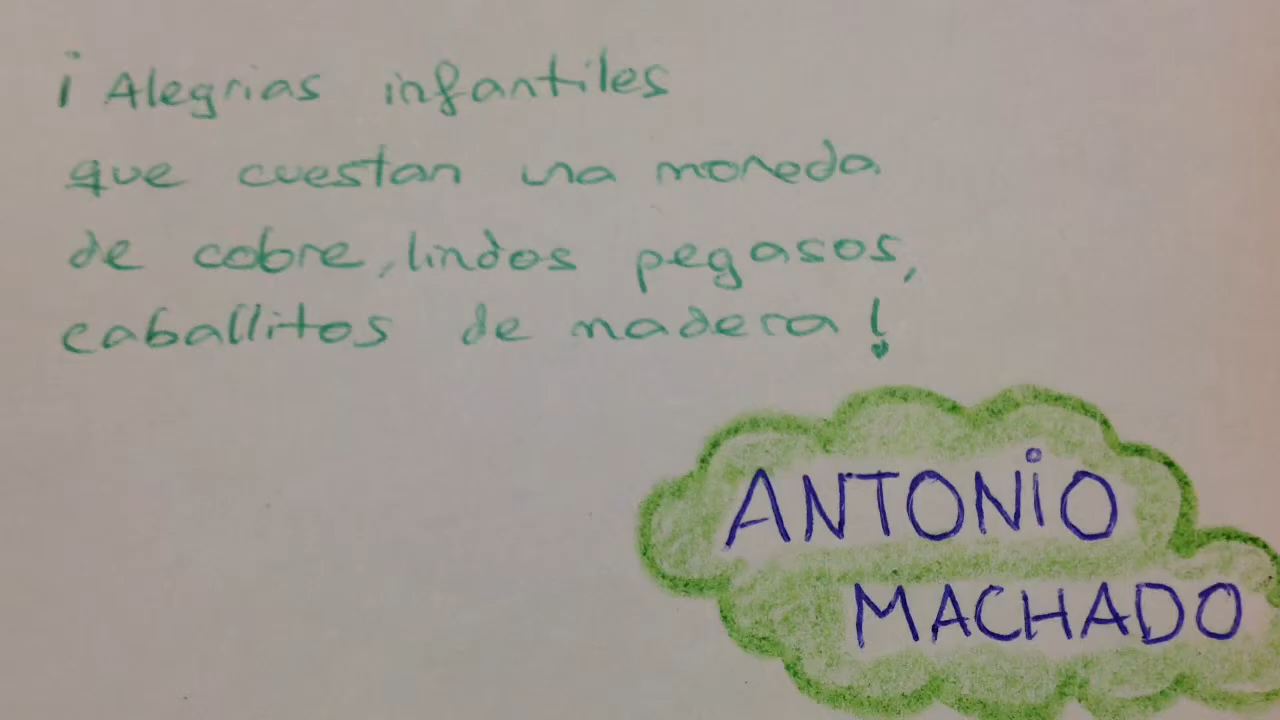 ¡Alegrias infantiles
que cuestan una moneda
de cobre, lindos pegasos,
caballitos de madera!
ANTONIO
MACHADO